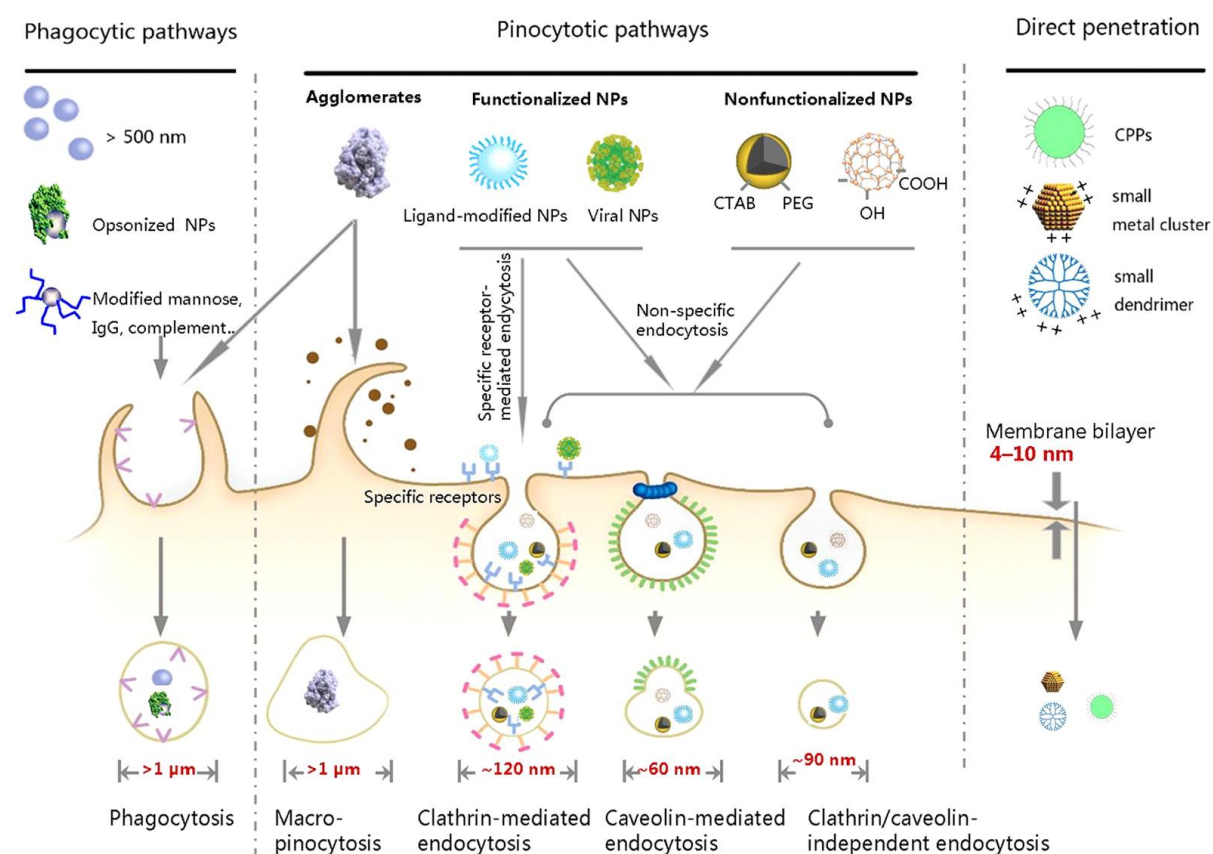 Phagocytic pathways
Pinocytotic pathways
Direct penetration
> 500 nm
Opsonized NPs
Modified mannose,
IgG, complement..
Agglomerates
Functionalized NPs
Nonfunctionalized NPs
Ligand-modified NPs
Viral NPs
CTAB
PEG
OH
COOH
CPPs
small
metal cluster
small
dendrimer
++
++
++
++
++
++
Specific receptor-
mediated endycytosis
Non-specific
endocytosis
Specific receptors
Membrane bilayer
4–10 nm
>1 μm
>1 μm
~120 nm
~60 nm
~90 nm
Phagocytosis
Macro-
pinocytosis
Clathrin-mediated
endocytosis
Caveolin-mediated
endocytosis
Clathrin/caveolin-
independent endocytosis